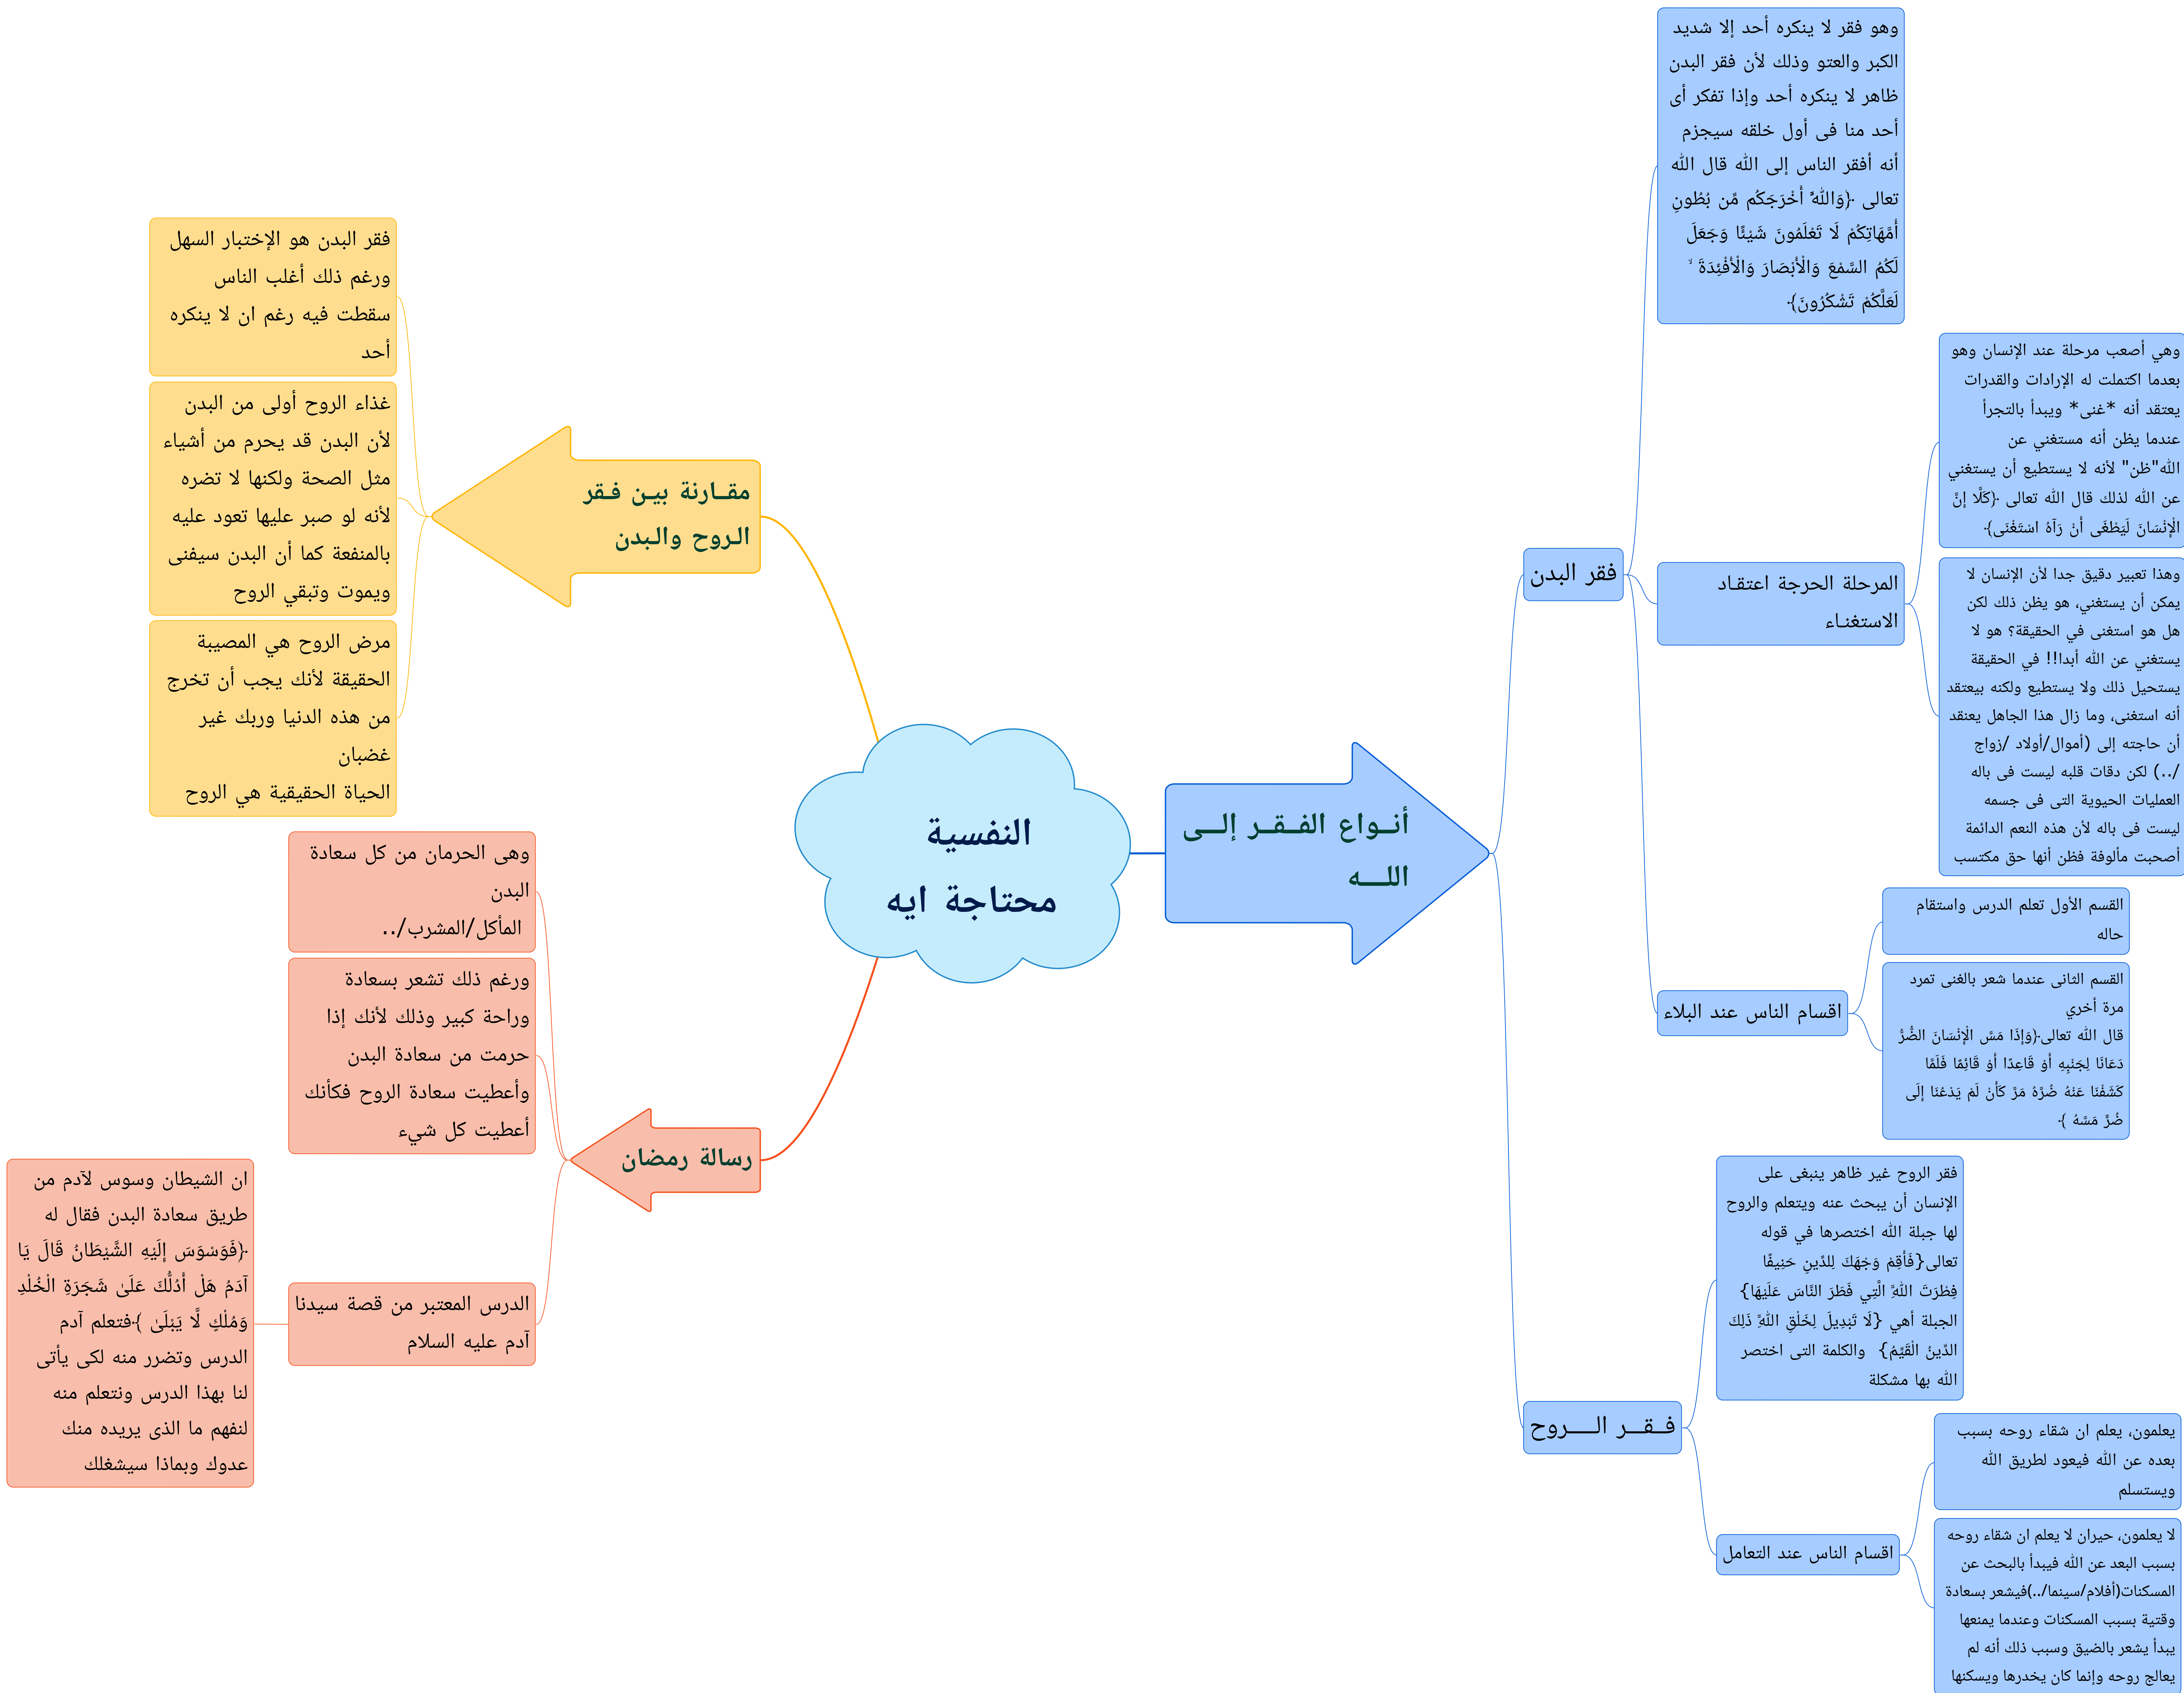 النفسية
محتاجة ايه
أنـواع الفـقـر إلـى
اللـــه
فقر البدن
وهو فقر لا ينكره أحد إلا شديد
الكبر والعتو وذلك لأن فقر البدن
ظاهر لا ينكره أحد وإذا تفكر أى
أحد منا فى أول خلقه سيجزم
أنه أفقر الناس إلى الله قال الله
تعالى ﴿وَاللَّهُ أَخْرَجَكُم مِّن بُطُونِ
أُمَّهَاتِكُمْ لَا تَعْلَمُونَ شَيْئًا وَجَعَلَ
لَكُمُ السَّمْعَ وَالْأَبْصَارَ وَالْأَفْئِدَةَ ۙ
لَعَلَّكُمْ تَشْكُرُونَ﴾
المرحلة الحرجة اعتقـاد
الاستغنـاء
وهي أصعب مرحلة عند الإنسان وهو
بعدما اكتملت له الإرادات والقدرات
يعتقد أنه *غنى* ويبدأ بالتجرأ
عندما يظن أنه مستغني عن
الله"ظن" لأنه لا يستطيع أن يستغني
عن الله لذلك قال الله تعالى ﴿كَلَّا إِنَّ
الْإِنْسَانَ لَيَطْغَى أَنْ رَآهُ اسْتَغْنَى﴾
وهذا تعبير دقيق جدا لأن الإنسان لا
يمكن أن يستغني، هو يظن ذلك لكن
هل هو استغنى في الحقيقة؟ هو لا
يستغني عن الله أبدا!! في الحقيقة
يستحيل ذلك ولا يستطيع ولكنه بيعتقد
أنه استغنى، وما زال هذا الجاهل يعنقد
أن حاجته إلى (أموال/أولاد /زواج
/..) لكن دقات قلبه ليست فى باله
العمليات الحيوية التى فى جسمه
ليست فى باله لأن هذه النعم الدائمة
أصحبت مألوفة فظن أنها حق مكتسب
اقسام الناس عند البلاء
القسم الأول تعلم الدرس واستقام
حاله
القسم الثانى عندما شعر بالغنى تمرد
مرة أخري
قال الله تعالى﴿وَإِذَا مَسَّ الْإِنْسَانَ الضُّرُّ
دَعَانَا لِجَنْبِهِ أَوْ قَاعِدًا أَوْ قَائِمًا فَلَمَّا
كَشَفْنَا عَنْهُ ضُرَّهُ مَرَّ كَأَنْ لَمْ يَدْعُنَا إِلَى
ضُرٍّ مَسَّهُ ﴾
فـقـــر الــــروح
فقر الروح غير ظاهر ينبغى على
الإنسان أن يبحث عنه ويتعلم والروح
لها جبلة الله اختصرها في قوله
تعالى{فَأَقِمْ وَجْهَكَ لِلدِّينِ حَنِيفًا
فِطْرَتَ اللَّهِ الَّتِي فَطَرَ النَّاسَ عَلَيْهَا}
الجبلة أهي {لَا تَبْدِيلَ لِخَلْقِ اللَّهِ ذَلِكَ
الدِّينُ الْقَيِّمُ} والكلمة التى اختصر
الله بها مشكلة
اقسام الناس عند التعامل
يعلمون، يعلم ان شقاء روحه بسبب
بعده عن الله فيعود لطريق الله
ويستسلم
لا يعلمون، حيران لا يعلم ان شقاء روحه
بسبب البعد عن الله فيبدأ بالبحث عن
المسكنات(أفلام/سينما/..)فيشعر بسعادة
وقتية بسبب المسكنات وعندما يمنعها
يبدأ يشعر بالضيق وسبب ذلك أنه لم
يعالج روحه وإنما كان يخدرها ويسكنها
مقـارنة بيـن فـقر
الـروح والبـدن
فقر البدن هو الإختبار السهل
ورغم ذلك أغلب الناس
سقطت فيه رغم ان لا ينكره
أحد
غذاء الروح أولى من البدن
لأن البدن قد يحرم من أشياء
مثل الصحة ولكنها لا تضره
لأنه لو صبر عليها تعود عليه
بالمنفعة كما أن البدن سيفنى
ويموت وتبقي الروح
مرض الروح هي المصيبة
الحقيقة لأنك يجب أن تخرج
من هذه الدنيا وربك غير
غضبان
الحياة الحقيقية هي الروح
رسالة رمضان
وهى الحرمان من كل سعادة
البدن
المأكل/المشرب/..
ورغم ذلك تشعر بسعادة
وراحة كبير وذلك لأنك إذا
حرمت من سعادة البدن
وأعطيت سعادة الروح فكأنك
أعطيت كل شيء
الدرس المعتبر من قصة سيدنا
آدم عليه السلام
ان الشيطان وسوس لآدم من
طريق سعادة البدن فقال له
﴿فَوَسْوَسَ إِلَيْهِ الشَّيْطَانُ قَالَ يَا
آدَمُ هَلْ أَدُلُّكَ عَلَىٰ شَجَرَةِ الْخُلْدِ
وَمُلْكٍ لَّا يَبْلَىٰ ﴾فتعلم آدم
الدرس وتضرر منه لكى يأتى
لنا بهذا الدرس ونتعلم منه
لنفهم ما الذى يريده منك
عدوك وبماذا سيشغلك